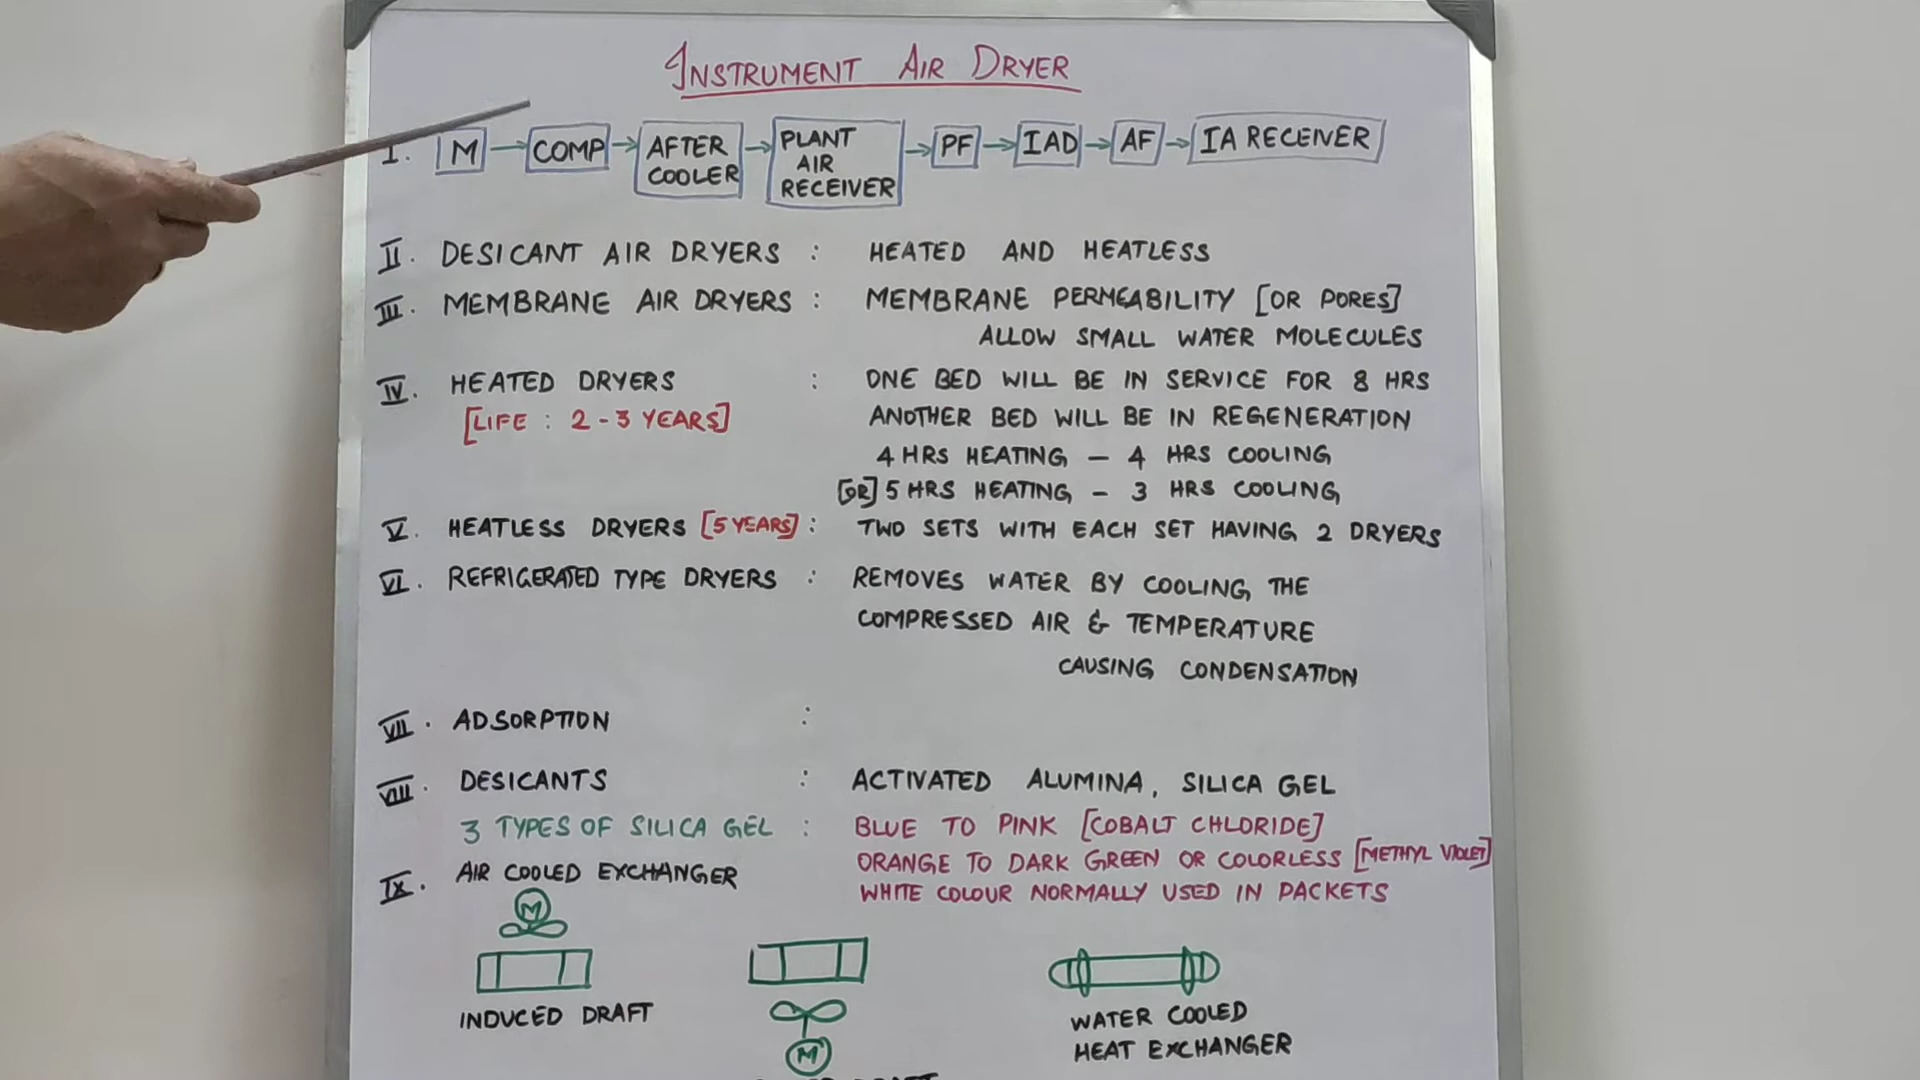 INSTRUMENT AIR DRYER
I. M → COMP → AFTER COOLER → PLANT AIR RECEIVER → PF → IAD → AF → IA RECEIVER
II. DESICANT AIR DRYERS : HEATED AND HEATLESS
III. MEMBRANE AIR DRYERS : MEMBRANE PERMEABILITY [OR PORES]
ALLOW SMALL WATER MOLECULES
IV. HEATED DRYERS : ONE BED WILL BE IN SERVICE FOR 8 HRS
[LIFE : 2 - 3 YEARS] ANOTHER BED WILL BE IN REGENERATION
4 HRS HEATING - 4 HRS COOLING
[OR] 5 HRS HEATING - 3 HRS COOLING
V. HEATLESS DRYERS [5 YEARS] : TWO SETS WITH EACH SET HAVING 2 DRYERS
VI. REFRIGERATED TYPE DRYERS : REMOVES WATER BY COOLING THE
COMPRESSED AIR & TEMPERATURE
CAUSING CONDENSATION
VII. ADSORPTION :
VIII. DESICANTS : ACTIVATED ALUMINA, SILICA GEL
3 TYPES OF SILICA GEL : BLUE TO PINK [COBALT CHLORIDE]
ORANGE TO DARK GREEN OR COLORLESS [METHYL VIOLET]
IX. AIR COOLED EXCHANGER WHITE COLOUR NORMALLY USED IN PACKETS
M
INDUCED DRAFT
M
WATER COOLED
HEAT EXCHANGER